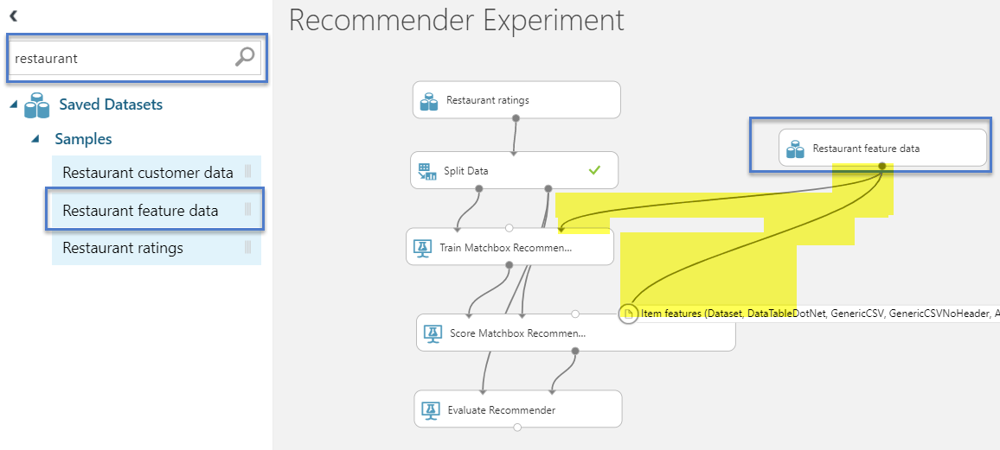 Recommender Experiment
restaurant
Saved Datasets
Samples
Restaurant customer data
Restaurant feature data
Restaurant ratings
Restaurant ratings
Restaurant feature data
Split Data
Train Matchbox Recommen...
Item features (Dataset, DataTableDotNet, GenericCSV, GenericCSVNoHeader, A
Score Matchbox Recommen...
Evaluate Recommender